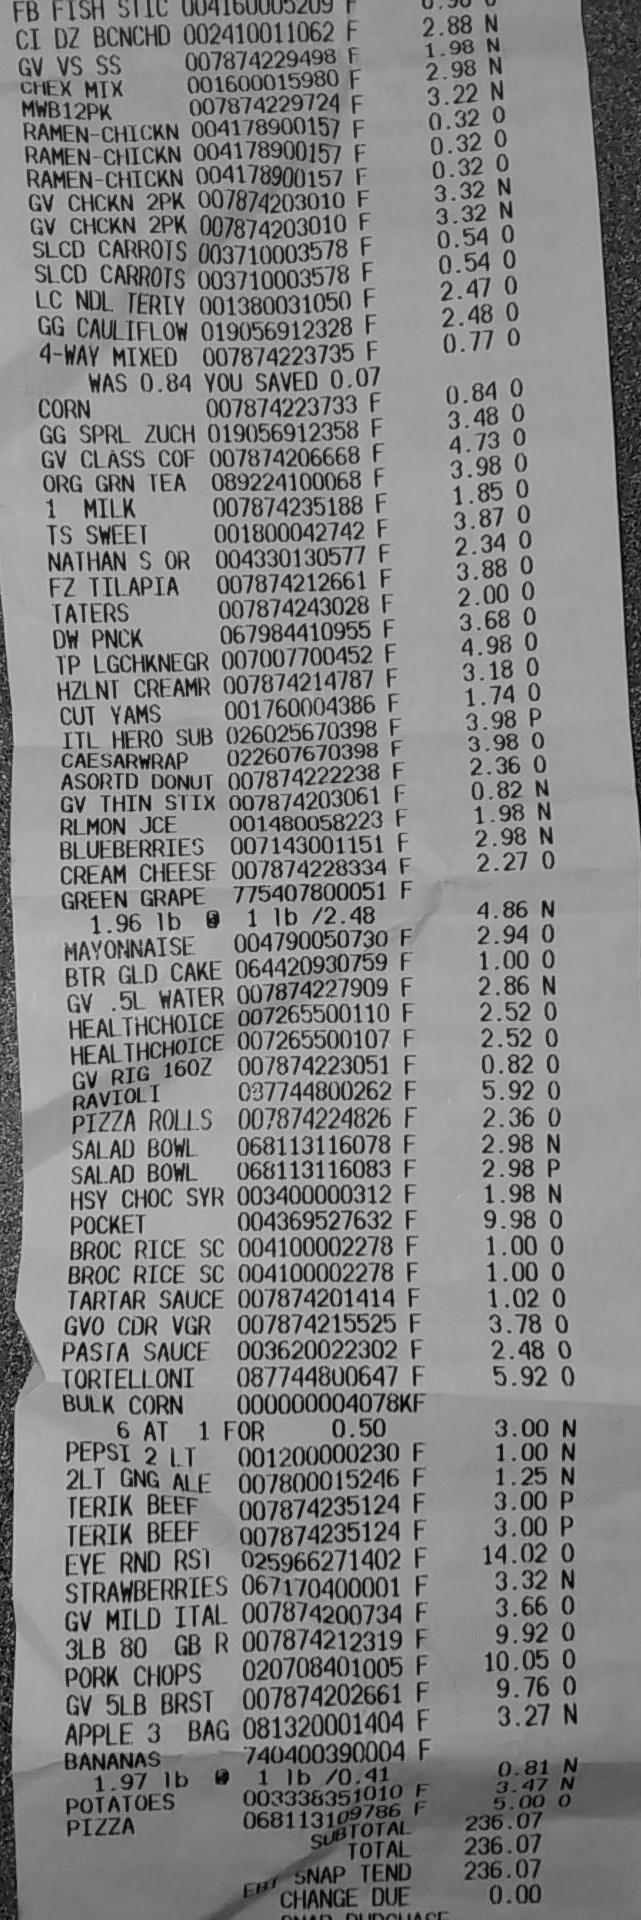 FB FISH STIC 004160005209 F
CI DZ BCNCHD 002410011062 F 2.88 N
GV VS SS 007874229498 F 1.98 N
CHEX MIX 001600015980 F 2.98 N
MWB12PK 007874229724 F 3.22 N
RAMEN-CHICKN 004178900157 F 0.32 O
RAMEN-CHICKN 004178900157 F 0.32 O
RAMEN-CHICKN 004178900157 F 0.32 O
GV CHCKN 2PK 007874203010 F 3.32 N
GV CHCKN 2PK 007874203010 F 3.32 N
SLCD CARROTS 003710003578 F 0.54 O
SLCD CARROTS 003710003578 F 0.54 O
LC NDL TERIY 001380031050 F 2.47 O
GG CAULIFLOW 019056912328 F 2.48 O
4-WAY MIXED 007874223735 F 0.77 O
WAS 0.84 YOU SAVED 0.07
CORN 007874223733 F 0.84 O
GG SPRL ZUCH 019056912358 F 3.48 O
GV CLASS COF 007874206668 F 4.73 O
ORG GRN TEA 089224100068 F 3.98 O
1 MILK 007874235188 F 1.85 O
TS SWEET 001800042742 F 3.87 O
NATHAN S OR 004330130577 F 2.34 O
FZ TILAPIA 007874212661 F 3.88 O
TATERS 007874243028 F 2.00 O
DW PNCK 067984410955 F 3.68 O
TP LGCHKNEGR 007007700452 F 4.98 O
HZLNT CREAMR 007874214787 F 3.18 O
CUT YAMS 001760004386 F 1.74 O
ITL HERO SUB 026025670398 F 3.98 P
CAESARWRAP 022607670398 F 3.98 O
ASORTD DONUT 007874222238 F 2.36 O
GV THIN STIX 007874203061 F 0.82 N
RLMON JCE 001480058223 F 1.98 N
BLUEBERRIES 007143001151 F 2.98 N
CREAM CHEESE 007874228334 F 2.27 O
GREEN GRAPE 775407800051 F
1.96 lb @ 1 lb /2.48 4.86 N
MAYONNAISE 004790050730 F 2.94 O
BTR GLD CAKE 064420930759 F 1.00 O
GV .5L WATER 007874227909 F 2.86 N
HEALTHCHOICE 007265500110 F 2.52 O
HEALTHCHOICE 007265500107 F 2.52 O
GV RIG 16OZ 007874223051 F 0.82 O
RAVIOLI 087744800262 F 5.92 O
PIZZA ROLLS 007874224826 F 2.36 O
SALAD BOWL 068113116078 F 2.98 N
SALAD BOWL 068113116083 F 2.98 P
HSY CHOC SYR 003400000312 F 1.98 N
POCKET 004369527632 F 9.98 O
BROC RICE SC 004100002278 F 1.00 O
BROC RICE SC 004100002278 F 1.00 O
TARTAR SAUCE 007874201414 F 1.02 O
GVO CDR VGR 007874215525 F 3.78 O
PASTA SAUCE 003620022302 F 2.48 O
TORTELLONI 087744800647 F 5.92 O
BULK CORN 000000004078KF
6 AT 1 FOR 0.50 3.00 N
PEPSI 2 LT 001200000230 F 1.00 N
2LT GNG ALE 007800015246 F 1.25 N
TERIK BEEF 007874235124 F 3.00 P
TERIK BEEF 007874235124 F 3.00 P
EYE RND RST 025966271402 F 14.02 O
STRAWBERRIES 067170400001 F 3.32 N
GV MILD ITAL 007874200734 F 3.66 O
3LB 80 GB R 007874212319 F 9.92 O
PORK CHOPS 020708401005 F 10.05 O
GV 5LB BRST 007874202661 F 9.76 O
APPLE 3 BAG 081320001404 F 3.27 N
BANANAS 740400390004 F
1.97 lb @ 1 lb /0.41 0.81 N
POTATOES 003338351010 F 3.47 N
PIZZA 068113109786 F 5.00 O
SUBTOTAL 236.07
TOTAL 236.07
EBT SNAP TEND 236.07
CHANGE DUE 0.00